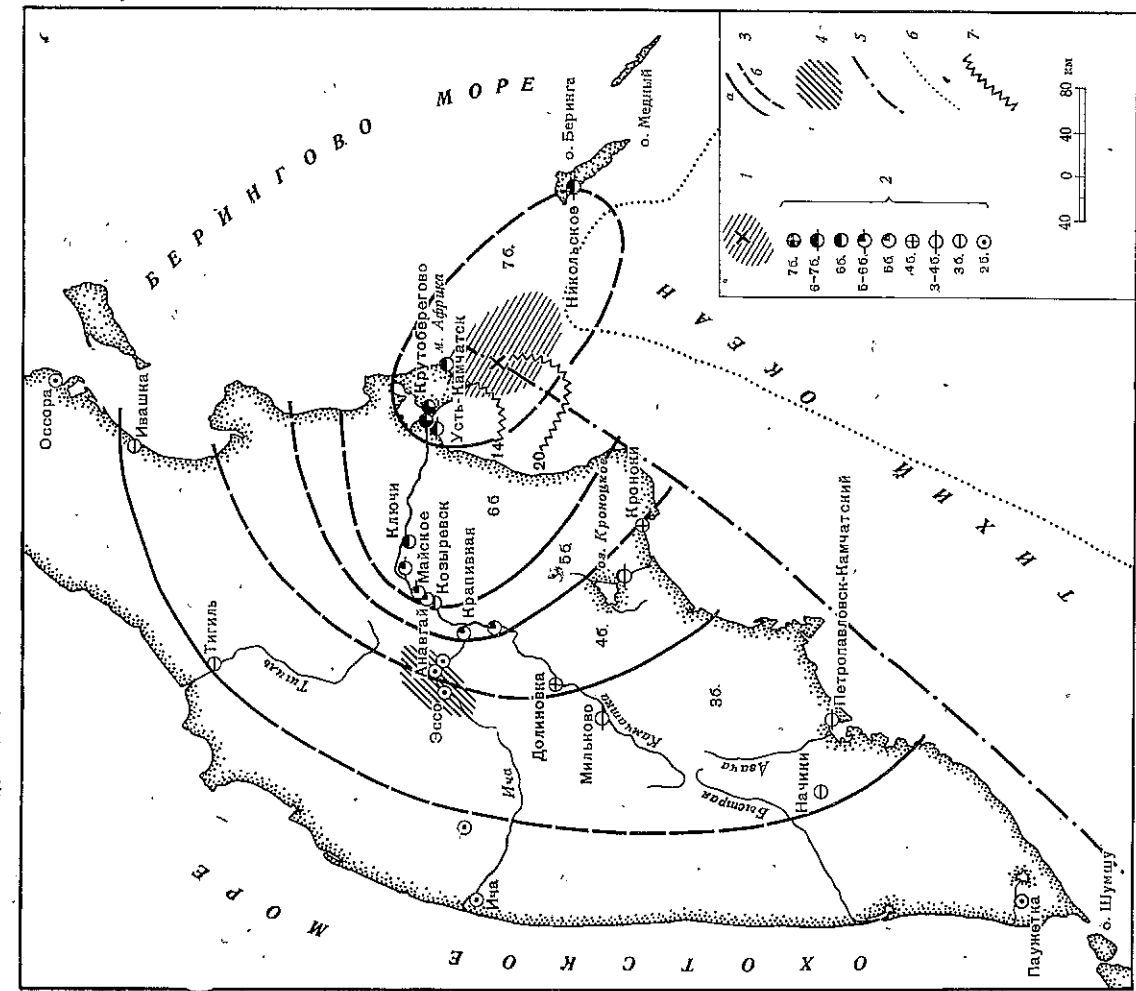 БЕРИНГОВО МОРЕ
Оссора
Ивашка
о. Беринга
о. Медный
Никольское
7б.
Крутоберегово
м. Африка
Усть-Камчатск
14
20
Ключи
Майское
Козыревск
Крапивная
Анавгай
Эссо
6б
5б.
4б.
3б.
оз. Кроноцкое
Кроноки
Тигиль
Тигиль
Долиновка
Мильково
Камчатка
Ича
Ича
Авача
Быстрая
Начики
Петропавловск-Камчатский
Паужетка
о. Шумшу
ОХОТСКОЕ МОРЕ
ТИХИЙ ОКЕАН
1
2
7б.
6-7б.
6б.
5-6б.
5б.
4б.
3-4б.
3б.
2б.
3
а
б
4
5
6
7
40 0 40 80 км